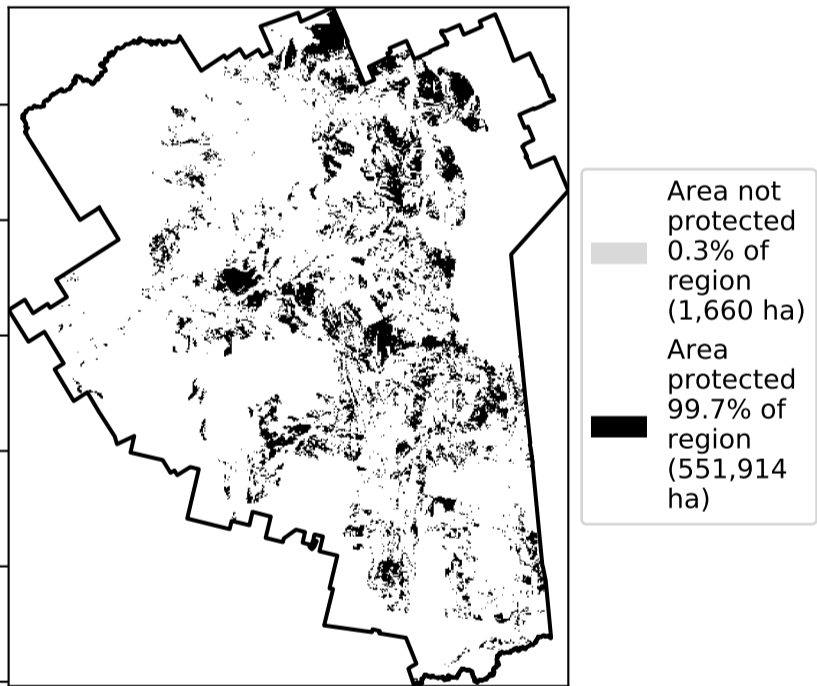 Area not
protected
0.3% of
region
(1,660 ha)
Area
protected
99.7% of
region
(551,914
ha)